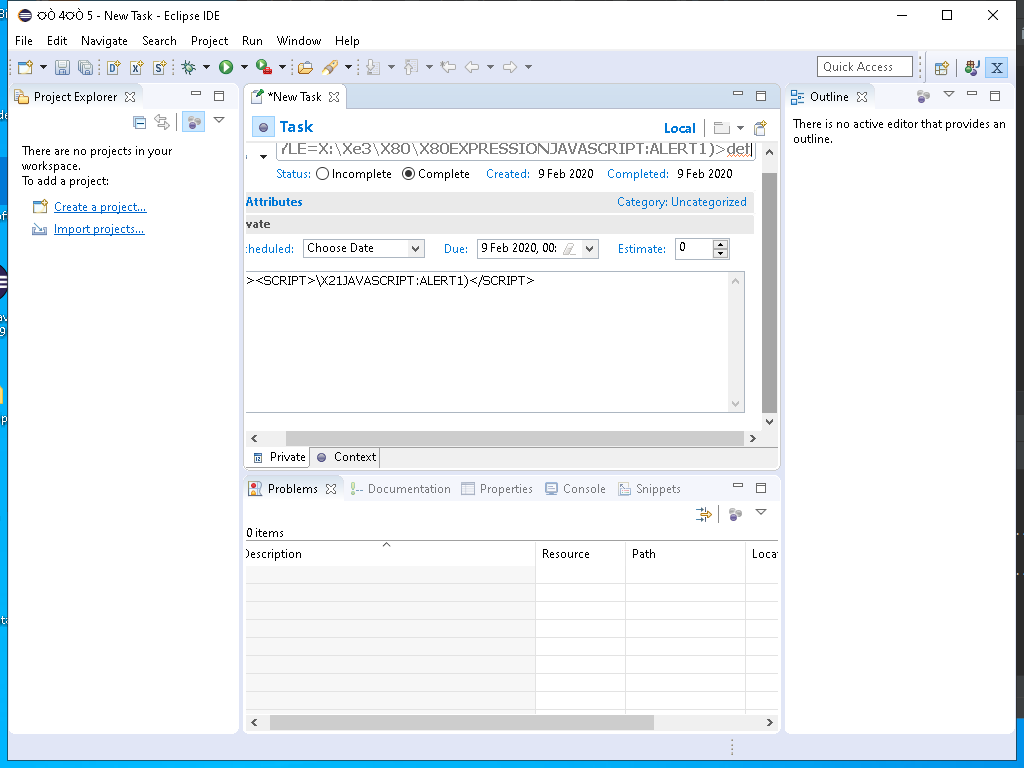 4 5 - New Task - Eclipse IDE
File Edit Navigate Search Project Run Window Help
Quick Access
Project Explorer
There are no projects in your
workspace.
To add a project:
Create a project...
Import projects...
*New Task
Task
Local
YLE=X:\Xe3\X80\X80EXPRESSIONJAVASCRIPT:ALERT1)>def
Status: Incomplete Complete Created: 9 Feb 2020 Completed: 9 Feb 2020
Attributes Category: Uncategorized
vate
heduled: Choose Date Due: 9 Feb 2020, 00: Estimate: 0
><SCRIPT>\X21JAVASCRIPT:ALERT1)</SCRIPT>
Private Context
Problems Documentation Properties Console Snippets
0 items
Description Resource Path Loca
Outline
There is no active editor that provides an
outline.